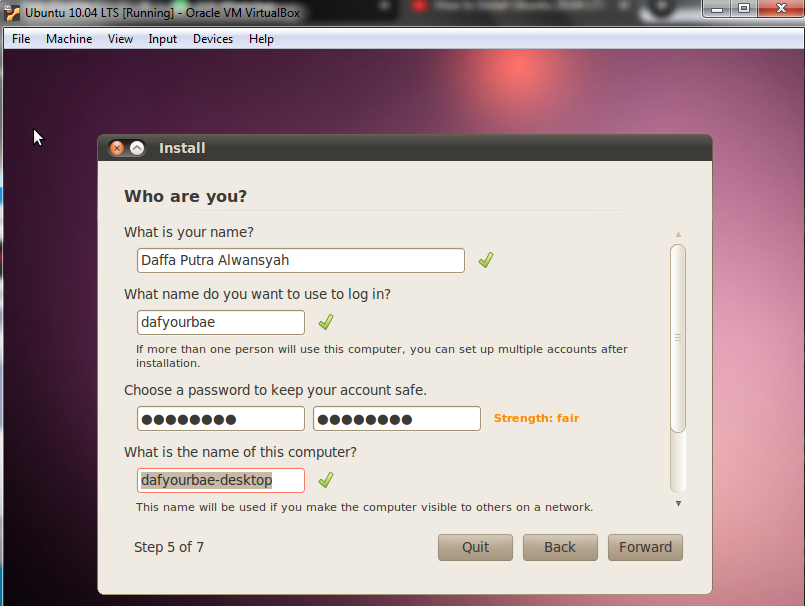 Ubuntu 10.04 LTS [Running] - Oracle VM VirtualBox
File Machine View Input Devices Help
Install
Who are you?
What is your name?
Daffa Putra Alwansyah
What name do you want to use to log in?
dafyourbae
If more than one person will use this computer, you can set up multiple accounts after
installation.
Choose a password to keep your account safe.
●●●●●●●● ●●●●●●●● Strength: fair
What is the name of this computer?
dafyourbae-desktop
This name will be used if you make the computer visible to others on a network.
Step 5 of 7 Quit Back Forward